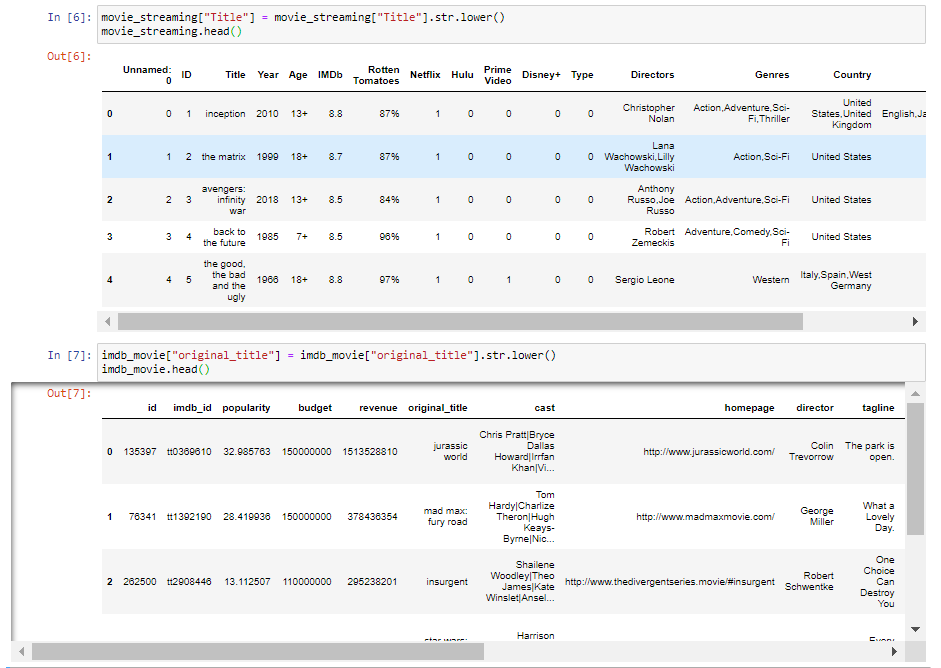 In [6]: movie_streaming["Title"] = movie_streaming["Title"].str.lower()
movie_streaming.head()
Out[6]:
Unnamed: 0 ID Title Year Age IMDb Rotten Tomatoes Netflix Hulu Prime Video Disney+ Type Directors Genres Country
0 0 1 inception 2010 13+ 8.8 87% 1 0 0 0 0 Christopher Nolan Action,Adventure,Sci-Fi,Thriller United States,United Kingdom English,Ja
1 1 2 the matrix 1999 18+ 8.7 87% 1 0 0 0 0 Lana Wachowski,Lilly Wachowski Action,Sci-Fi United States
2 2 3 avengers: infinity war 2018 13+ 8.5 84% 1 0 0 0 0 Anthony Russo,Joe Russo Action,Adventure,Sci-Fi United States
3 3 4 back to the future 1985 7+ 8.5 96% 1 0 0 0 0 Robert Zemeckis Adventure,Comedy,Sci-Fi United States
4 4 5 the good, the bad and the ugly 1966 18+ 8.8 97% 1 0 1 0 0 Sergio Leone Western Italy,Spain,West Germany
In [7]: imdb_movie["original_title"] = imdb_movie["original_title"].str.lower()
imdb_movie.head()
Out[7]:
id imdb_id popularity budget revenue original_title cast homepage director tagline
0 135397 tt0369610 32.985763 150000000 1513528810 jurassic world Chris Pratt|Bryce Dallas Howard|Irrfan Khan|Vi... http://www.jurassicworld.com/ Colin Trevorrow The park is open.
1 76341 tt1392190 28.419936 150000000 378436354 mad max: fury road Tom Hardy|Charlize Theron|Hugh Keays-Byrne|Nic... http://www.madmaxmovie.com/ George Miller What a Lovely Day.
2 262500 tt2908446 13.112507 110000000 295238201 insurgent Shailene Woodley|Theo James|Kate Winslet|Ansel... http://www.thedivergentseries.movie/#insurgent Robert Schwentke One Choice Can Destroy You
star wars: Harrison Every